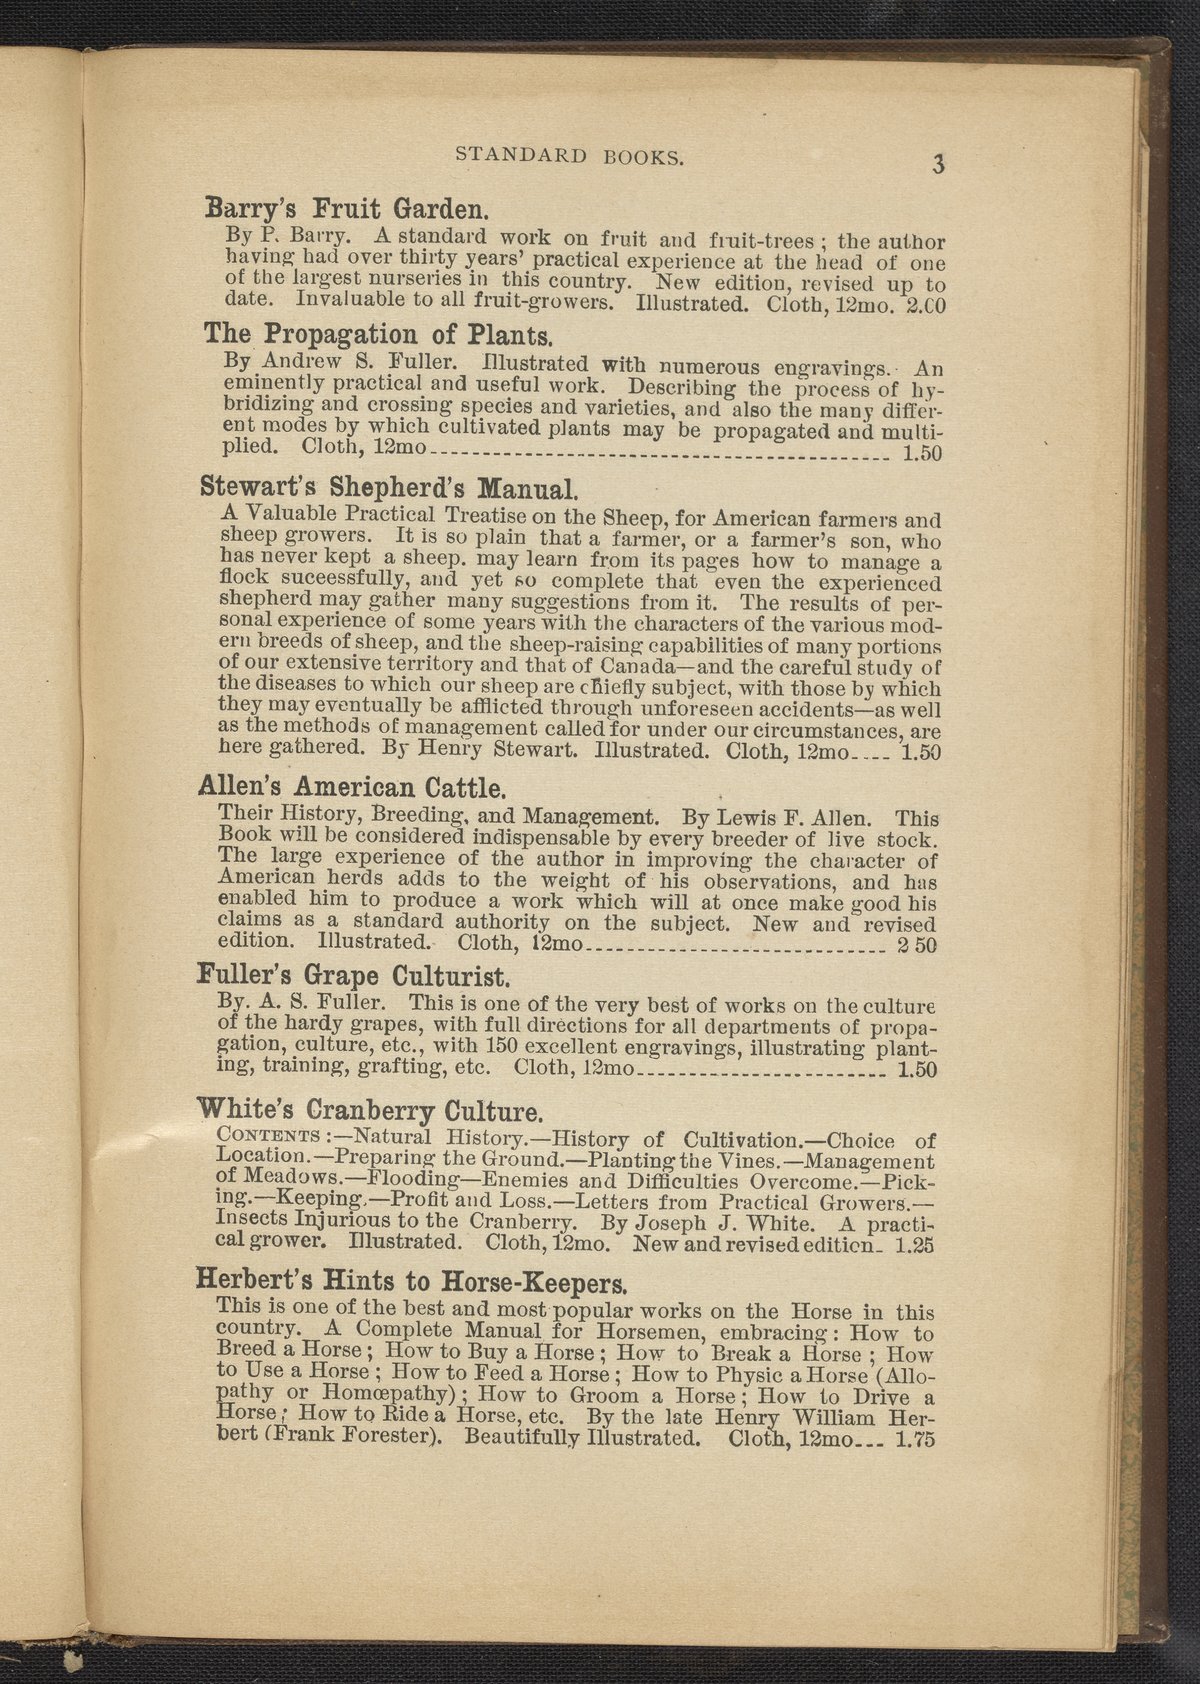 STANDARD BOOKS. 3
Barry's Fruit Garden.
By P. Barry. A standard work on fruit and fruit-trees; the author
having had over thirty years' practical experience at the head of one
of the largest nurseries in this country. New edition, revised up to
date. Invaluable to all fruit-growers. Illustrated. Cloth, 12mo. 2.00
The Propagation of Plants.
By Andrew S. Fuller. Illustrated with numerous engravings. An
eminently practical and useful work. Describing the process of hy-
bridizing and crossing species and varieties, and also the many differ-
ent modes by which cultivated plants may be propagated and multi-
plied. Cloth, 12mo 1.50
Stewart's Shepherd's Manual.
A Valuable Practical Treatise on the Sheep, for American farmers and
sheep growers. It is so plain that a farmer, or a farmer's son, who
has never kept a sheep. may learn from its pages how to manage a
flock suceessfully, and yet so complete that even the experienced
shepherd may gather many suggestions from it. The results of per-
sonal experience of some years with the characters of the various mod-
ern breeds of sheep, and the sheep-raising capabilities of many portions
of our extensive territory and that of Canada—and the careful study of
the diseases to which our sheep are chiefly subject, with those by which
they may eventually be afflicted through unforeseen accidents—as well
as the methods of management called for under our circumstances, are
here gathered. By Henry Stewart. Illustrated. Cloth, 12mo.... 1.50
Allen's American Cattle.
Their History, Breeding, and Management. By Lewis F. Allen. This
Book will be considered indispensable by every breeder of live stock.
The large experience of the author in improving the character of
American herds adds to the weight of his observations, and has
enabled him to produce a work which will at once make good his
claims as a standard authority on the subject. New and revised
edition. Illustrated. Cloth, 12mo 2 50
Fuller's Grape Culturist.
By. A. S. Fuller. This is one of the very best of works on the culture
of the hardy grapes, with full directions for all departments of propa-
gation, culture, etc., with 150 excellent engravings, illustrating plant-
ing, training, grafting, etc. Cloth, 12mo 1.50
White's Cranberry Culture.
CONTENTS:—Natural History.—History of Cultivation.—Choice of
Location.—Preparing the Ground.—Planting the Vines.—Management
of Meadows.—Flooding—Enemies and Difficulties Overcome.—Pick-
ing.—Keeping.—Profit and Loss.—Letters from Practical Growers.—
Insects Injurious to the Cranberry. By Joseph J. White. A practi-
cal grower. Illustrated. Cloth, 12mo. New and revised edition. 1.25
Herbert's Hints to Horse-Keepers.
This is one of the best and most popular works on the Horse in this
country. A Complete Manual for Horsemen, embracing: How to
Breed a Horse; How to Buy a Horse; How to Break a Horse; How
to Use a Horse; How to Feed a Horse; How to Physic a Horse (Allo-
pathy or Homœpathy); How to Groom a Horse; How to Drive a
Horse; How to Ride a Horse, etc. By the late Henry William Her-
bert (Frank Forester). Beautifully Illustrated. Cloth, 12mo... 1.75